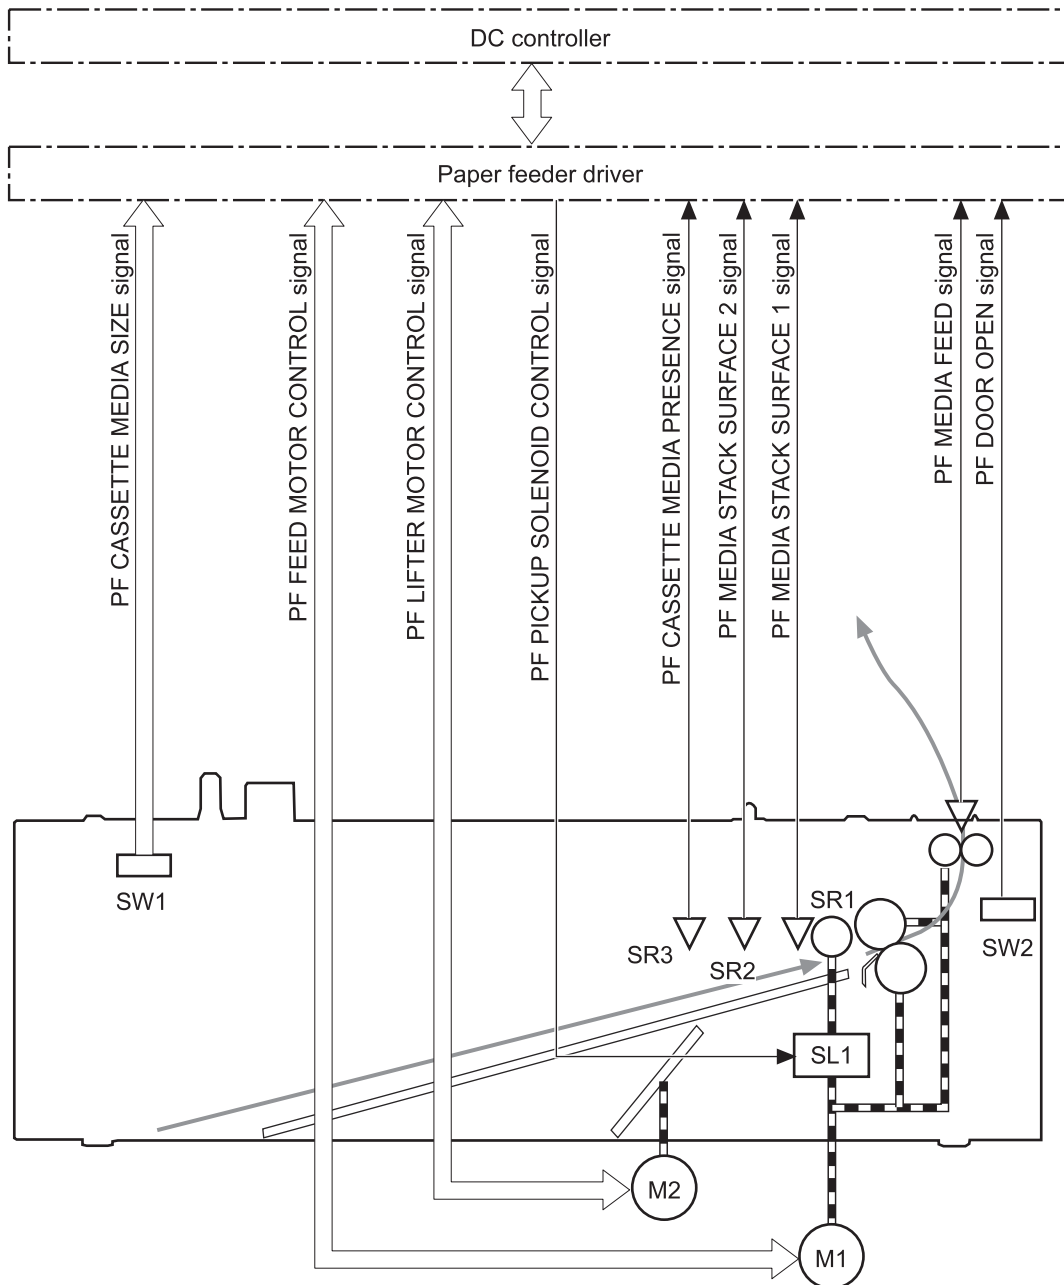 DC controller
Paper feeder driver
PF CASSETTE MEDIA SIZE signal
PF FEED MOTOR CONTROL signal
PF LIFTER MOTOR CONTROL signal
PF PICKUP SOLENOID CONTROL signal
PF CASSETTE MEDIA PRESENCE signal
PF MEDIA STACK SURFACE 2 signal
PF MEDIA STACK SURFACE 1 signal
PF MEDIA FEED signal
PF DOOR OPEN signal
SW1
SR1
SR3
SR2
SW2
SL1
M2
M1